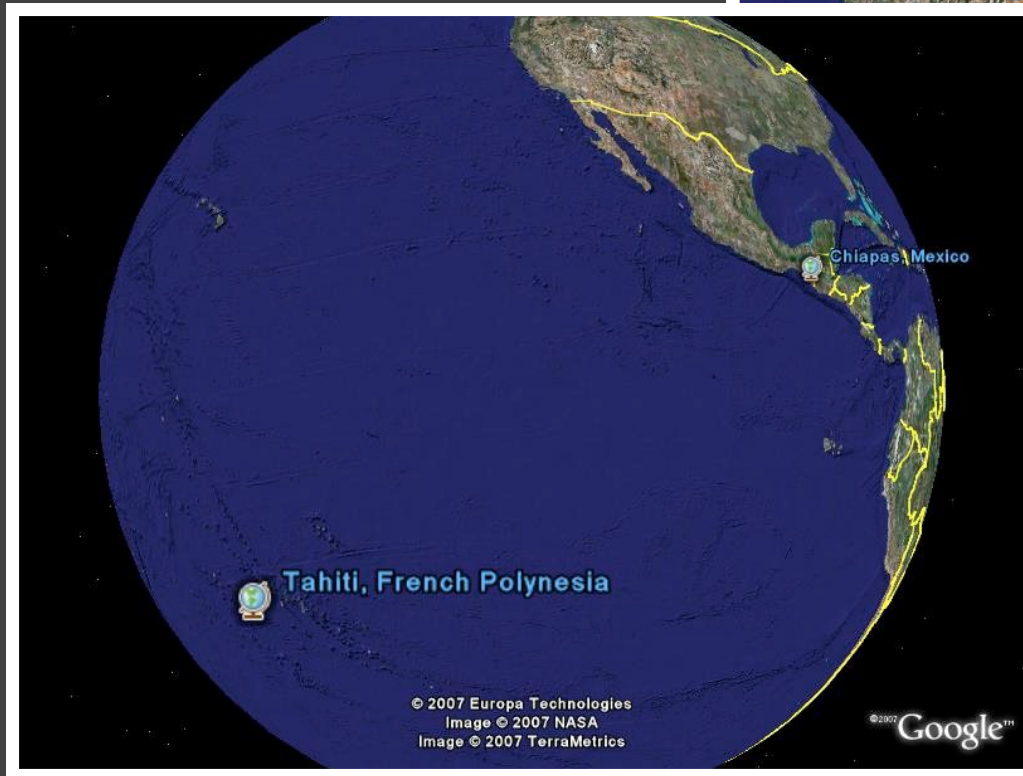 Chiapas, Mexico
Tahiti, French Polynesia
© 2007 Europa Technologies
Image © 2007 NASA
Image © 2007 TerraMetrics
©2007 Google™